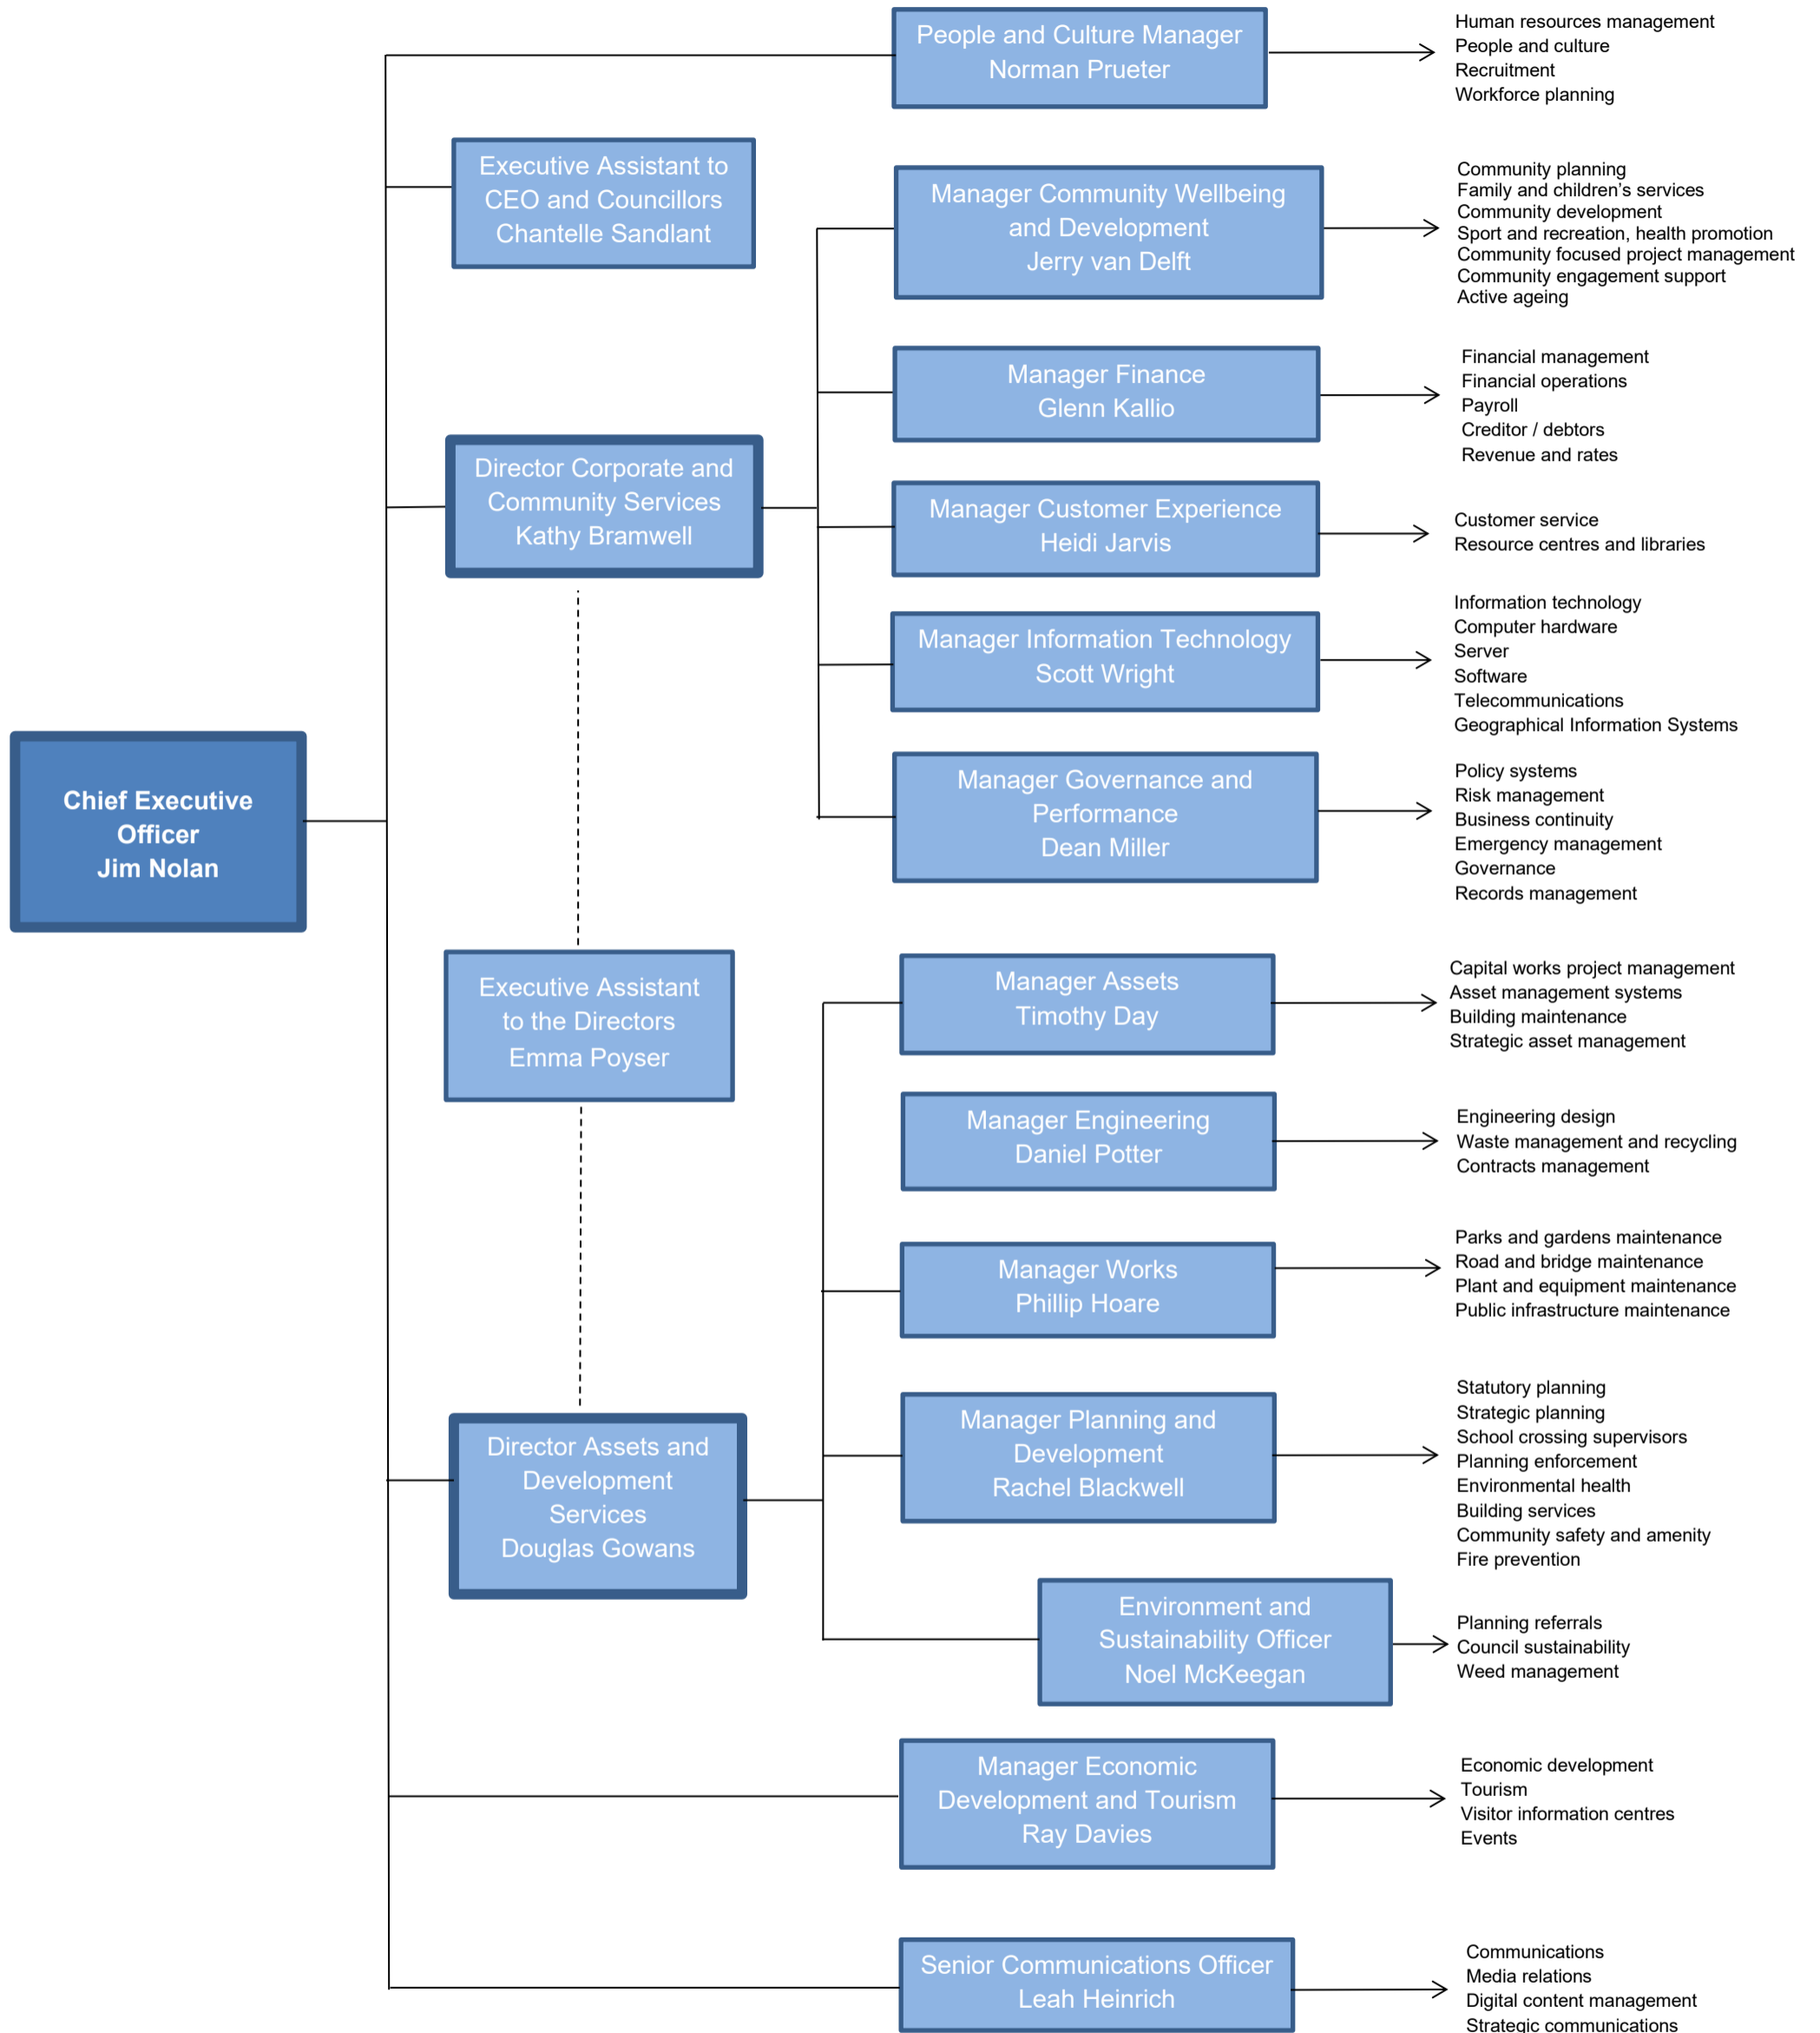 People and Culture Manager
Norman Prueter
Human resources management
People and culture
Recruitment
Workforce planning
Executive Assistant to
CEO and Councillors
Chantelle Sandlant
Manager Community Wellbeing
and Development
Jerry van Delft
Community planning
Family and children’s services
Community development
Sport and recreation, health promotion
Community focused project management
Community engagement support
Active ageing
Manager Finance
Glenn Kallio
Financial management
Financial operations
Payroll
Creditor / debtors
Revenue and rates
Director Corporate and
Community Services
Kathy Bramwell
Manager Customer Experience
Heidi Jarvis
Customer service
Resource centres and libraries
Manager Information Technology
Scott Wright
Information technology
Computer hardware
Server
Software
Telecommunications
Geographical Information Systems
Chief Executive
Officer
Jim Nolan
Manager Governance and
Performance
Dean Miller
Policy systems
Risk management
Business continuity
Emergency management
Governance
Records management
Executive Assistant
to the Directors
Emma Poyser
Manager Assets
Timothy Day
Capital works project management
Asset management systems
Building maintenance
Strategic asset management
Manager Engineering
Daniel Potter
Engineering design
Waste management and recycling
Contracts management
Manager Works
Phillip Hoare
Parks and gardens maintenance
Road and bridge maintenance
Plant and equipment maintenance
Public infrastructure maintenance
Director Assets and
Development
Services
Douglas Gowans
Manager Planning and
Development
Rachel Blackwell
Statutory planning
Strategic planning
School crossing supervisors
Planning enforcement
Environmental health
Building services
Community safety and amenity
Fire prevention
Environment and
Sustainability Officer
Noel McKeegan
Planning referrals
Council sustainability
Weed management
Manager Economic
Development and Tourism
Ray Davies
Economic development
Tourism
Visitor information centres
Events
Senior Communications Officer
Leah Heinrich
Communications
Media relations
Digital content management
Strategic communications